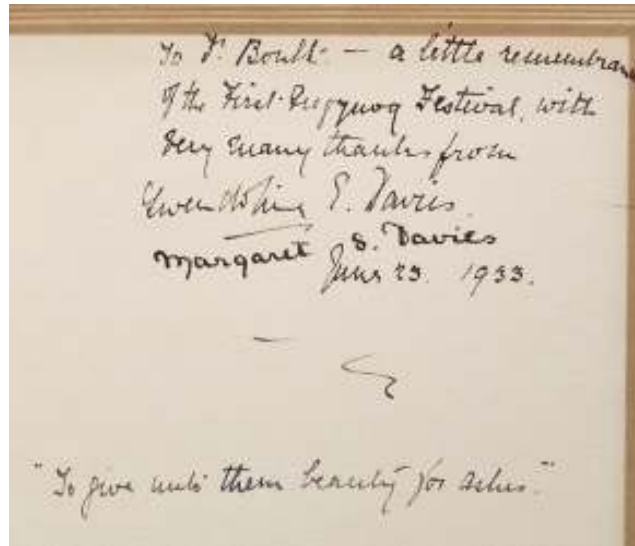 To Dr. Boult — a little remembran
of the First Gregynog Festival, with
very many thanks from
Gwendoline E. Davies.
Margaret S. Davies
June 23. 1933.
"To give unto them beauty for ashes."